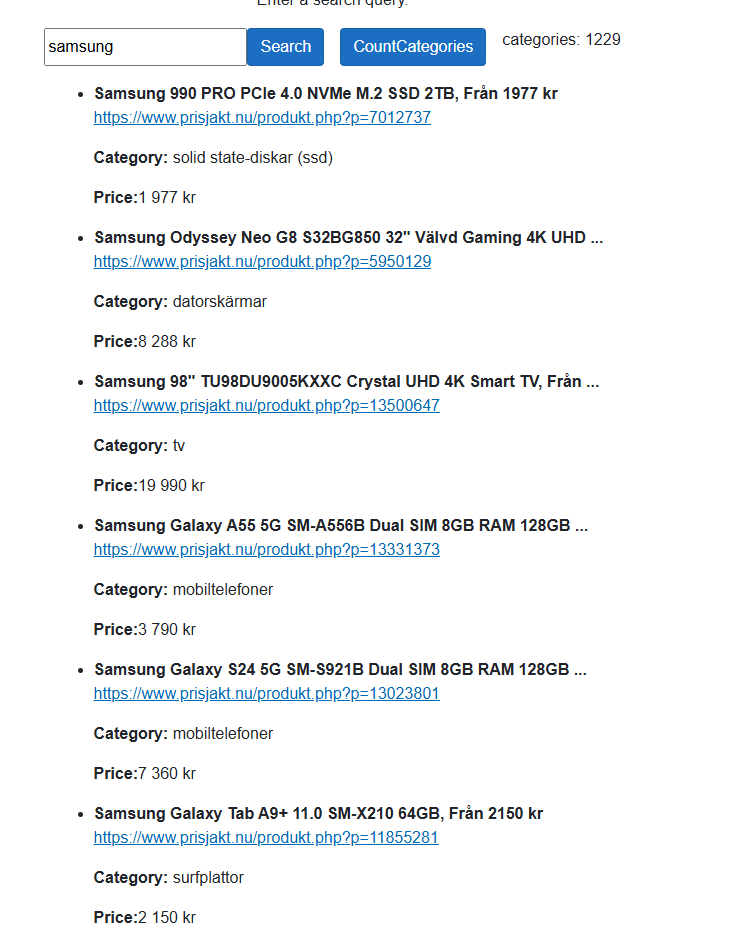 Enter a search query.
samsung Search CountCategories categories: 1229
Samsung 990 PRO PCIe 4.0 NVMe M.2 SSD 2TB, Från 1977 kr
https://www.prisjakt.nu/produkt.php?p=7012737
Category: solid state-diskar (ssd)
Price:1 977 kr
Samsung Odyssey Neo G8 S32BG850 32" Välvd Gaming 4K UHD ...
https://www.prisjakt.nu/produkt.php?p=5950129
Category: datorskärmar
Price:8 288 kr
Samsung 98" TU98DU9005KXXC Crystal UHD 4K Smart TV, Från ...
https://www.prisjakt.nu/produkt.php?p=13500647
Category: tv
Price:19 990 kr
Samsung Galaxy A55 5G SM-A556B Dual SIM 8GB RAM 128GB ...
https://www.prisjakt.nu/produkt.php?p=13331373
Category: mobiltelefoner
Price:3 790 kr
Samsung Galaxy S24 5G SM-S921B Dual SIM 8GB RAM 128GB ...
https://www.prisjakt.nu/produkt.php?p=13023801
Category: mobiltelefoner
Price:7 360 kr
Samsung Galaxy Tab A9+ 11.0 SM-X210 64GB, Från 2150 kr
https://www.prisjakt.nu/produkt.php?p=11855281
Category: surfplattor
Price:2 150 kr